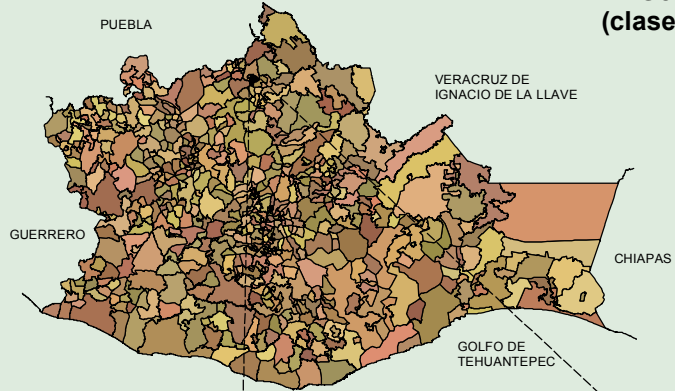 (clase
PUEBLA
VERACRUZ DE
IGNACIO DE LA LLAVE
GUERRERO
CHIAPAS
GOLFO DE
TEHUANTEPEC